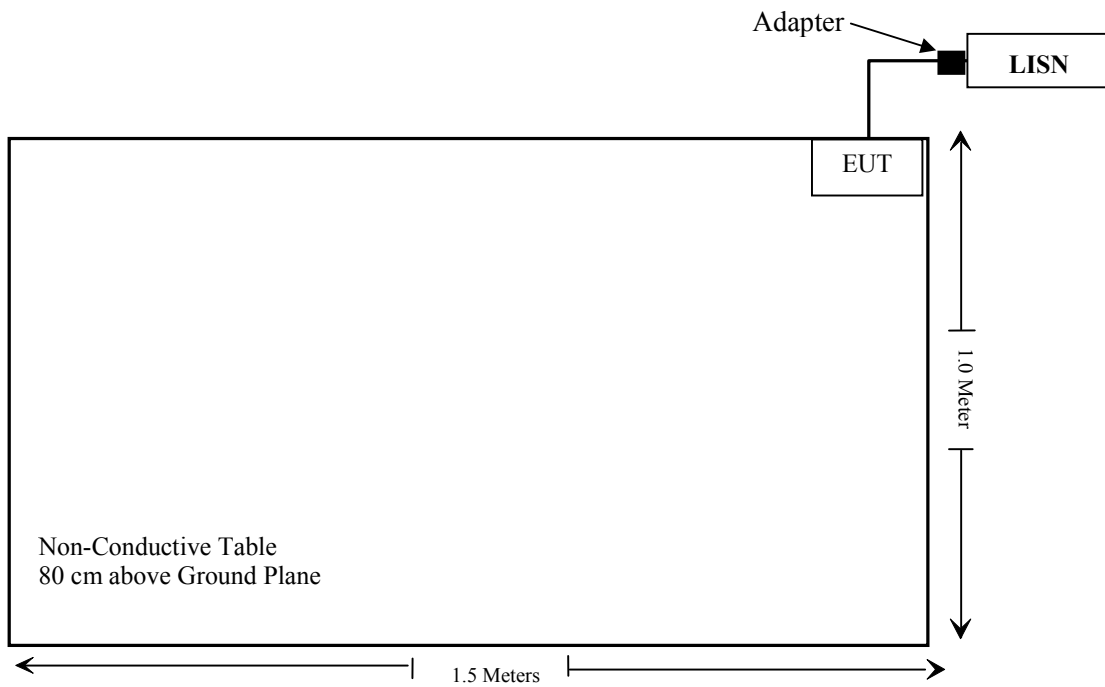 Adapter
LISN
EUT
1.0 Meter
Non-Conductive Table
80 cm above Ground Plane
1.5 Meters